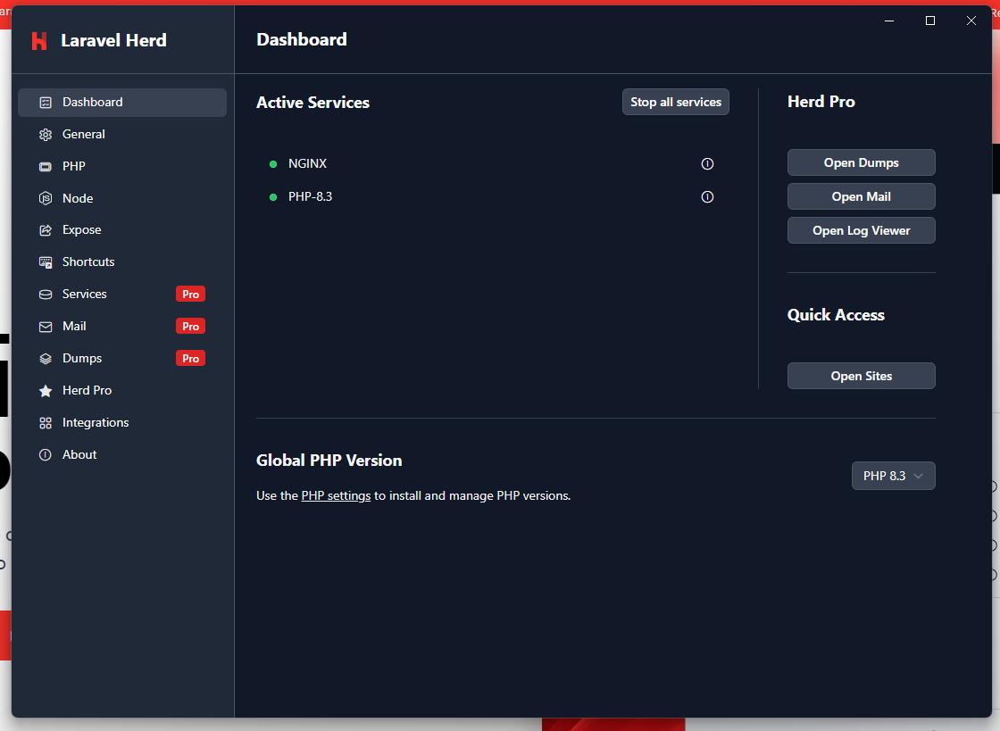 Laravel Herd
Dashboard
Dashboard
General
PHP
Node
Expose
Shortcuts
Services Pro
Mail Pro
Dumps Pro
Herd Pro
Integrations
About
Active Services
Stop all services
NGINX
PHP-8.3
Herd Pro
Open Dumps
Open Mail
Open Log Viewer
Quick Access
Open Sites
Global PHP Version
Use the PHP settings to install and manage PHP versions.
PHP 8.3